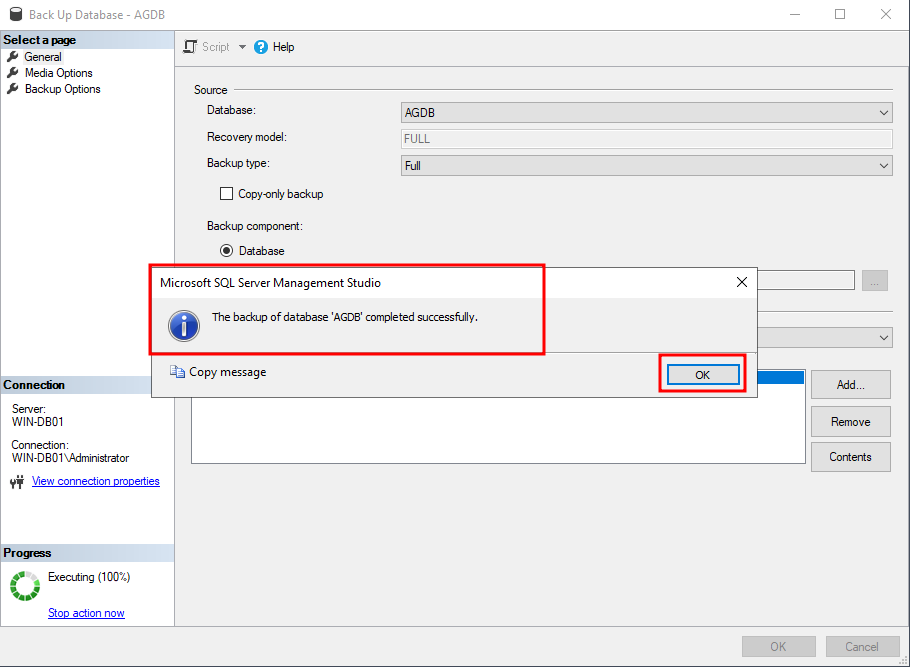 Back Up Database - AGDB
Select a page
General
Media Options
Backup Options
Script
Help
Source
Database:
AGDB
Recovery model:
FULL
Backup type:
Full
Copy-only backup
Backup component:
Database
...
Microsoft SQL Server Management Studio
The backup of database 'AGDB' completed successfully.
Copy message
OK
Add...
Remove
Contents
Connection
Server:
WIN-DB01
Connection:
WIN-DB01\Administrator
View connection properties
Progress
Executing (100%)
Stop action now
OK
Cancel